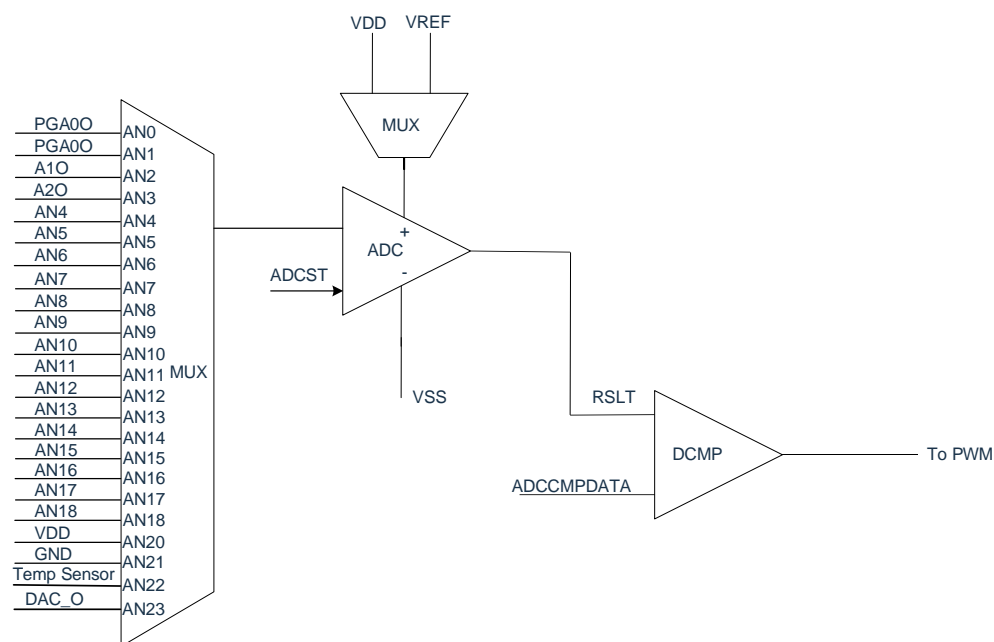 VDD VREF
MUX
PGA0O AN0
PGA0O AN1
A1O AN2
A2O AN3
AN4 AN4
AN5 AN5
AN6 AN6
AN7 AN7
AN8 AN8
AN9 AN9
AN10 AN10
AN11 AN11 MUX
AN12 AN12
AN13 AN13
AN14 AN14
AN15 AN15
AN16 AN16
AN17 AN17
AN18 AN18
VDD AN20
GND AN21
Temp Sensor AN22
DAC_O AN23
+
ADC
-
ADCST
VSS
RSLT
DCMP
ADCCMPDATA
To PWM